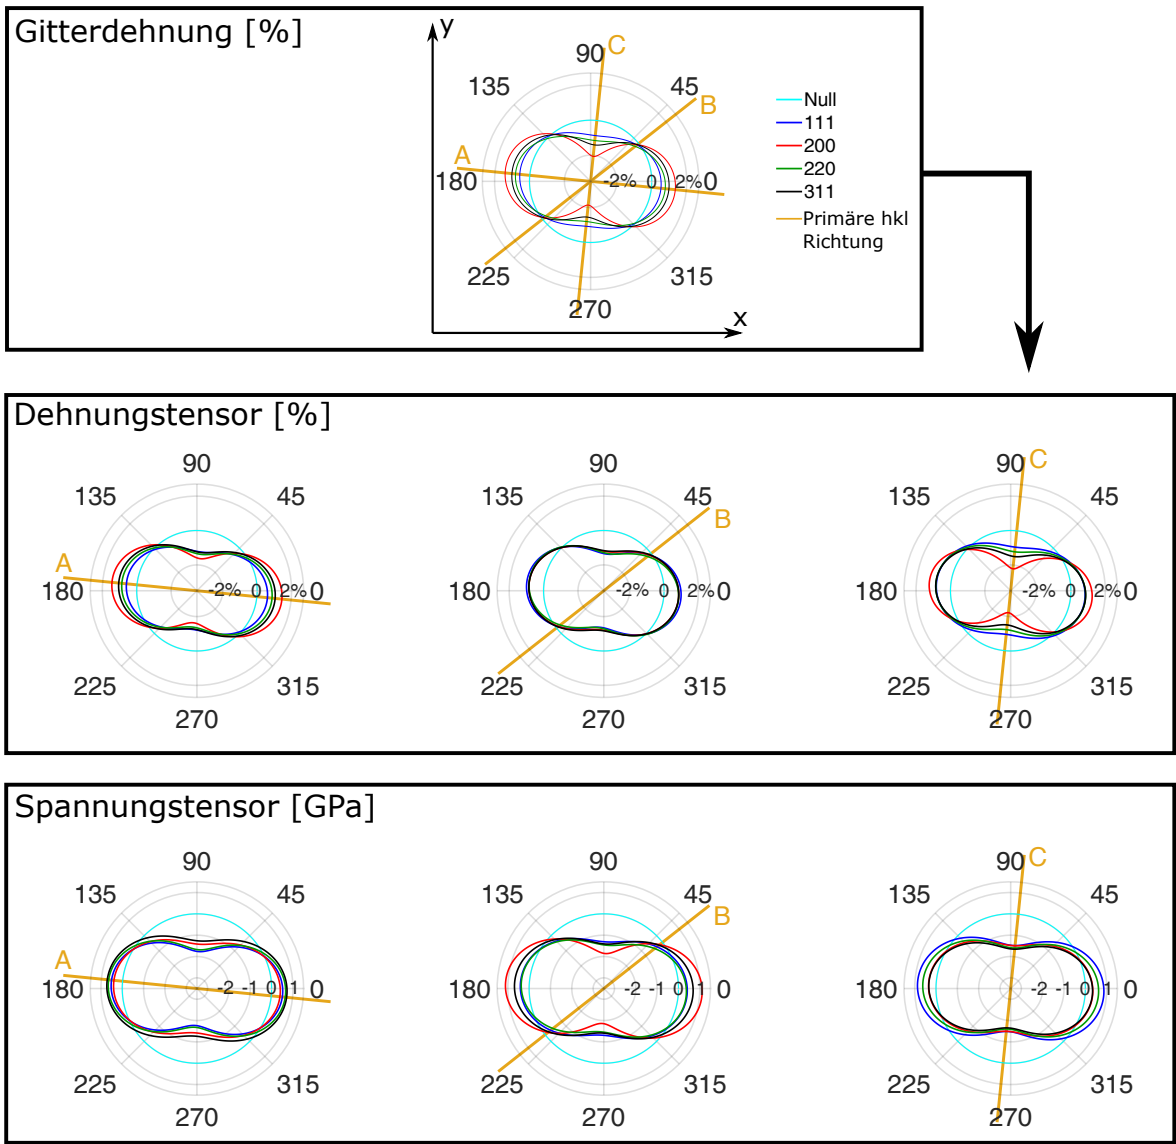 Gitterdehnung [%]
y
90 C
135 45
B
A
180 -2% 0 2% 0
225 315
270
x
Null
111
200
220
311
Primäre hkl
Richtung
Dehnungstensor [%]
90
135 45
A
180 -2% 0 2% 0
225 315
270
90
135 45
B
180 -2% 0 2% 0
225 315
270
90 C
135 45
180 -2% 0 2% 0
225 315
270
Spannungstensor [GPa]
90
135 45
A
180 -2 -1 0 1 0
225 315
270
90
135 45
B
180 -2 -1 0 1 0
225 315
270
90 C
135 45
180 -2 -1 0 1 0
225 315
270